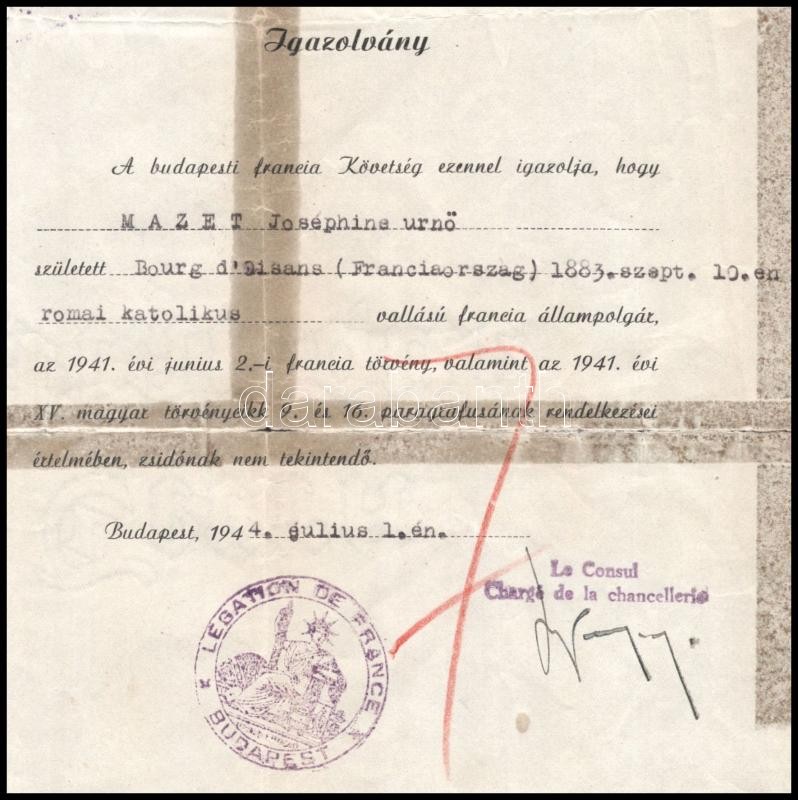 Igazolvány
A budapesti francia Követség ezennel igazolja, hogy
MAZET Joséphine urnö
született Bourg d'Oisans (Franciaország) 1883.szept. 10.én
romai katolikus vallású francia állampolgár,
az 1941. évi junius 2.-i francia törvény, valamint az 1941. évi
databank
XV. magyar törvénycikk 9. és 16. paragrafusának rendelkezései
értelmében, zsidónak nem tekintendő.
Budapest, 1944. július 1.én.
Le Consul
Chargé de la chancellerie
LEGATION DE FRANCE
BUDAPEST